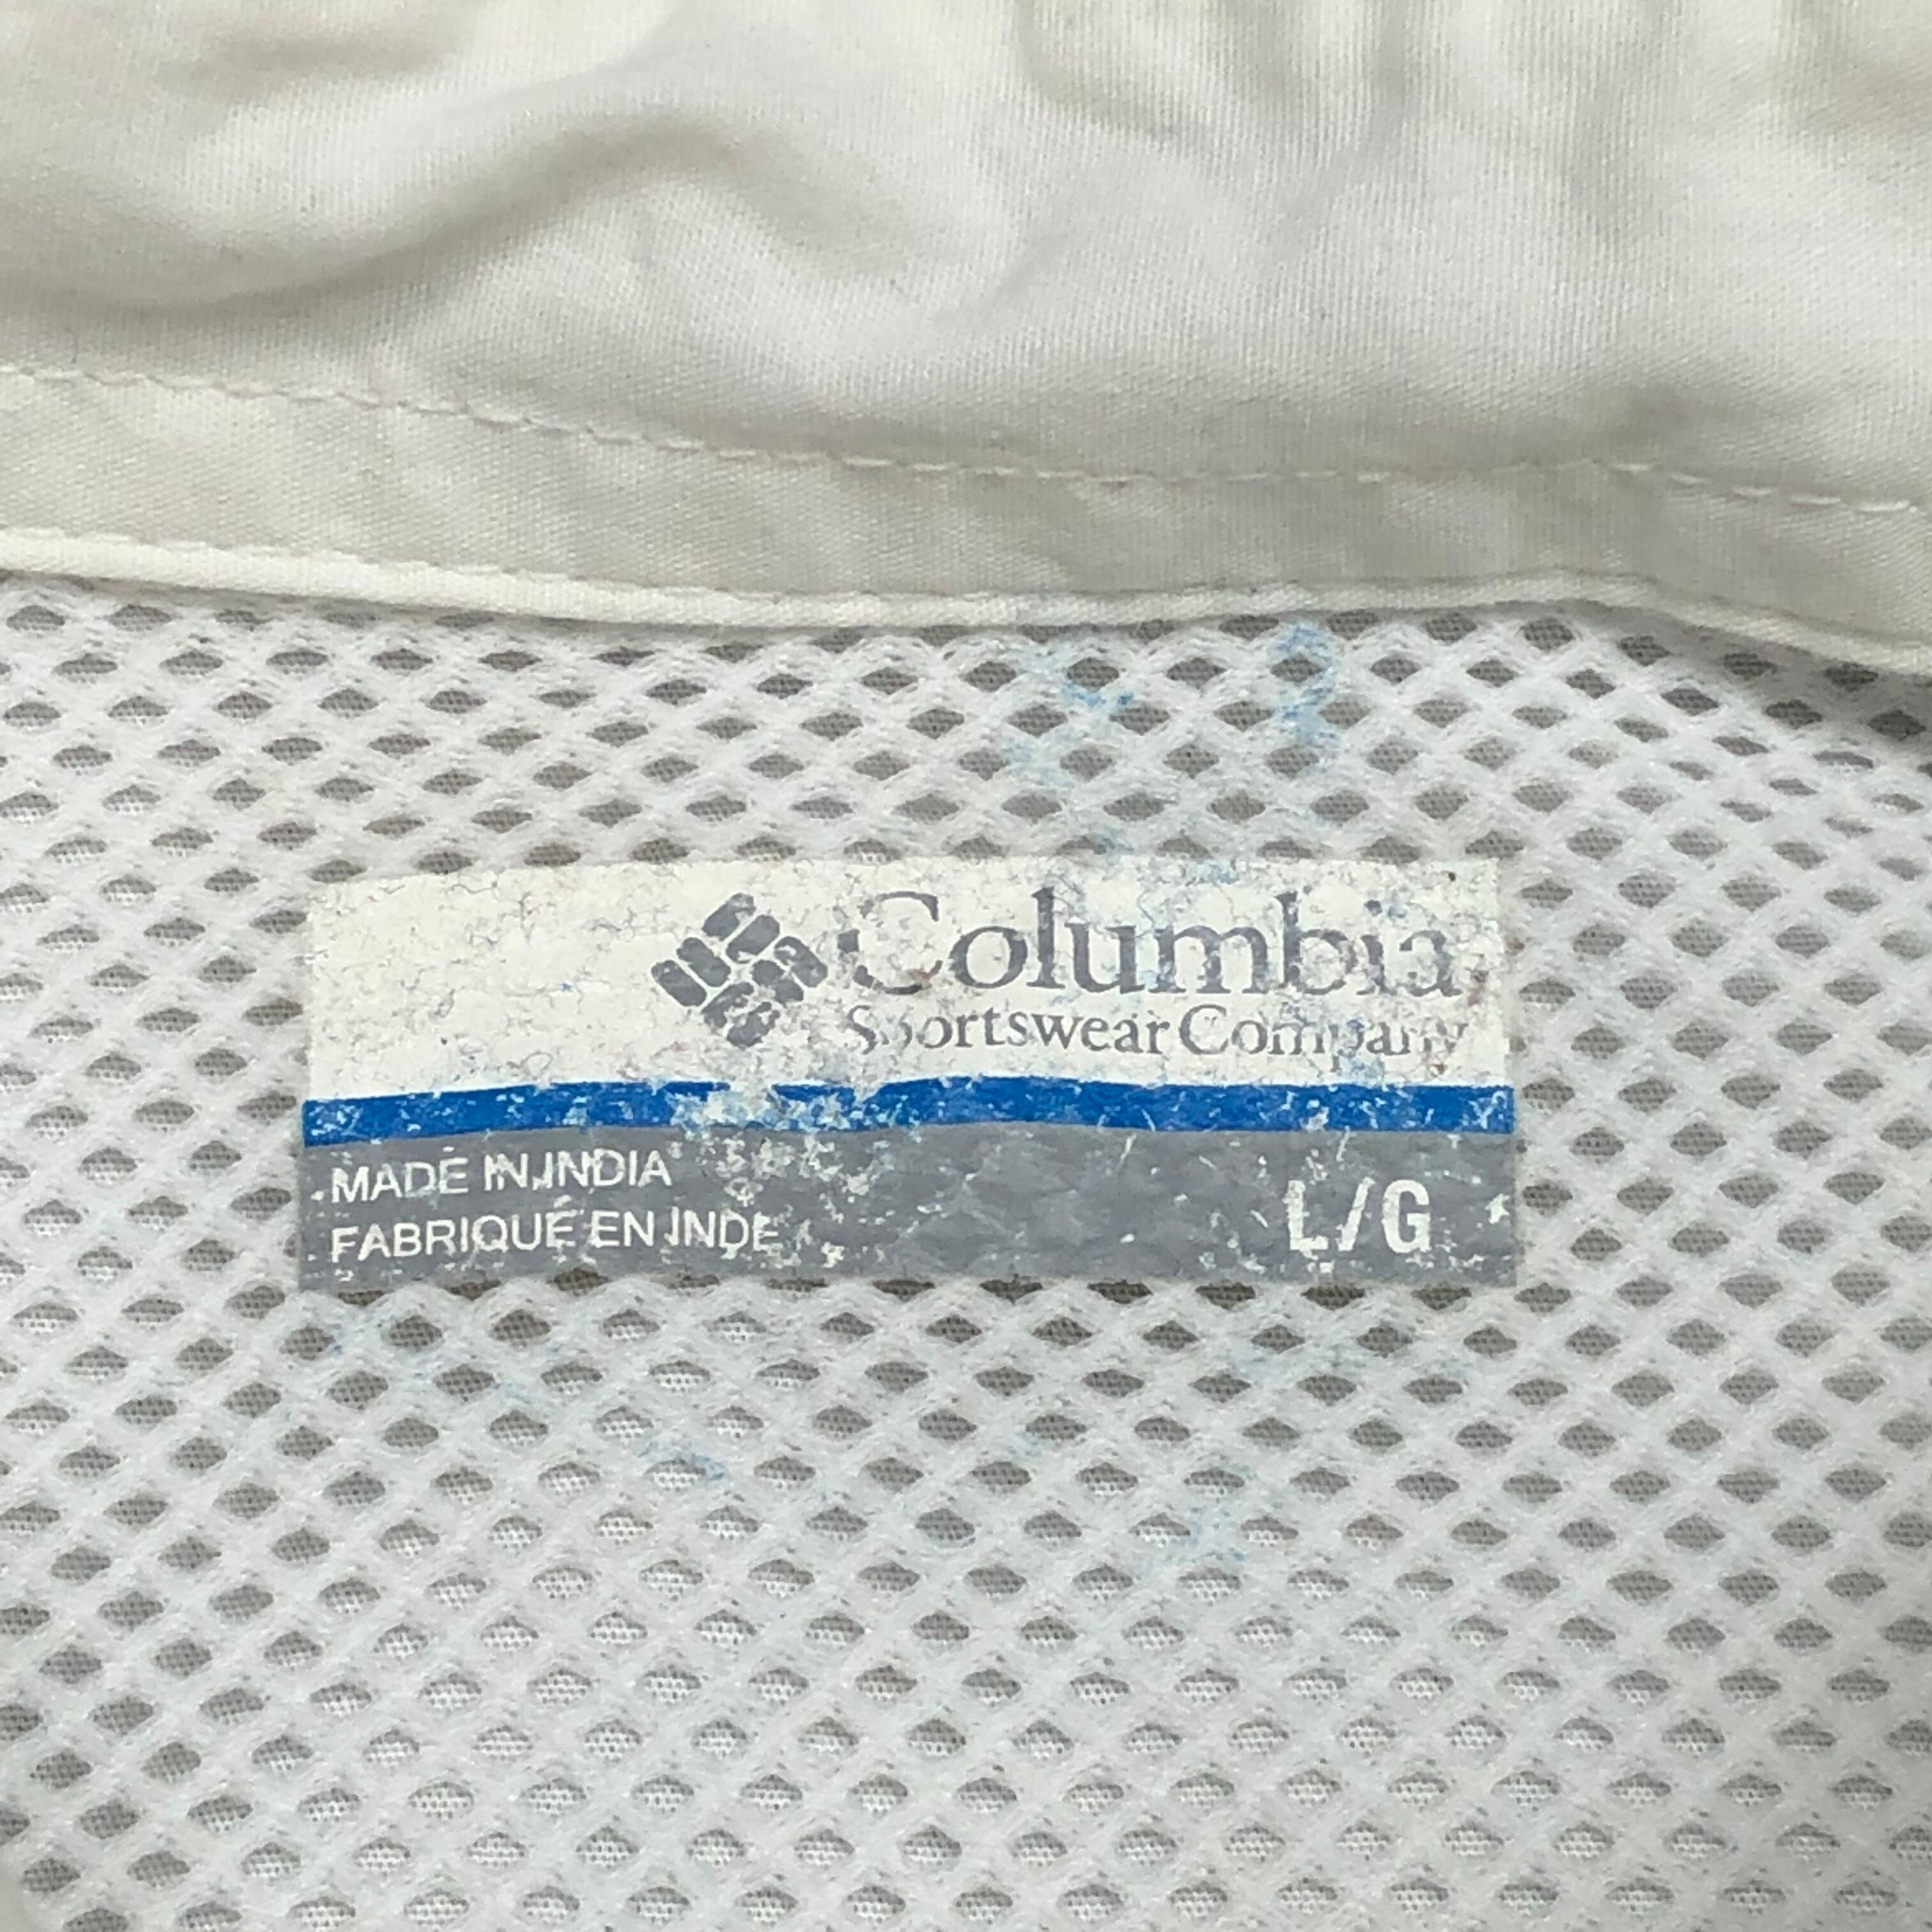 Columbia
Sportswear Company
MADE IN INDIA
FABRIQUÉ EN INDE
L/G